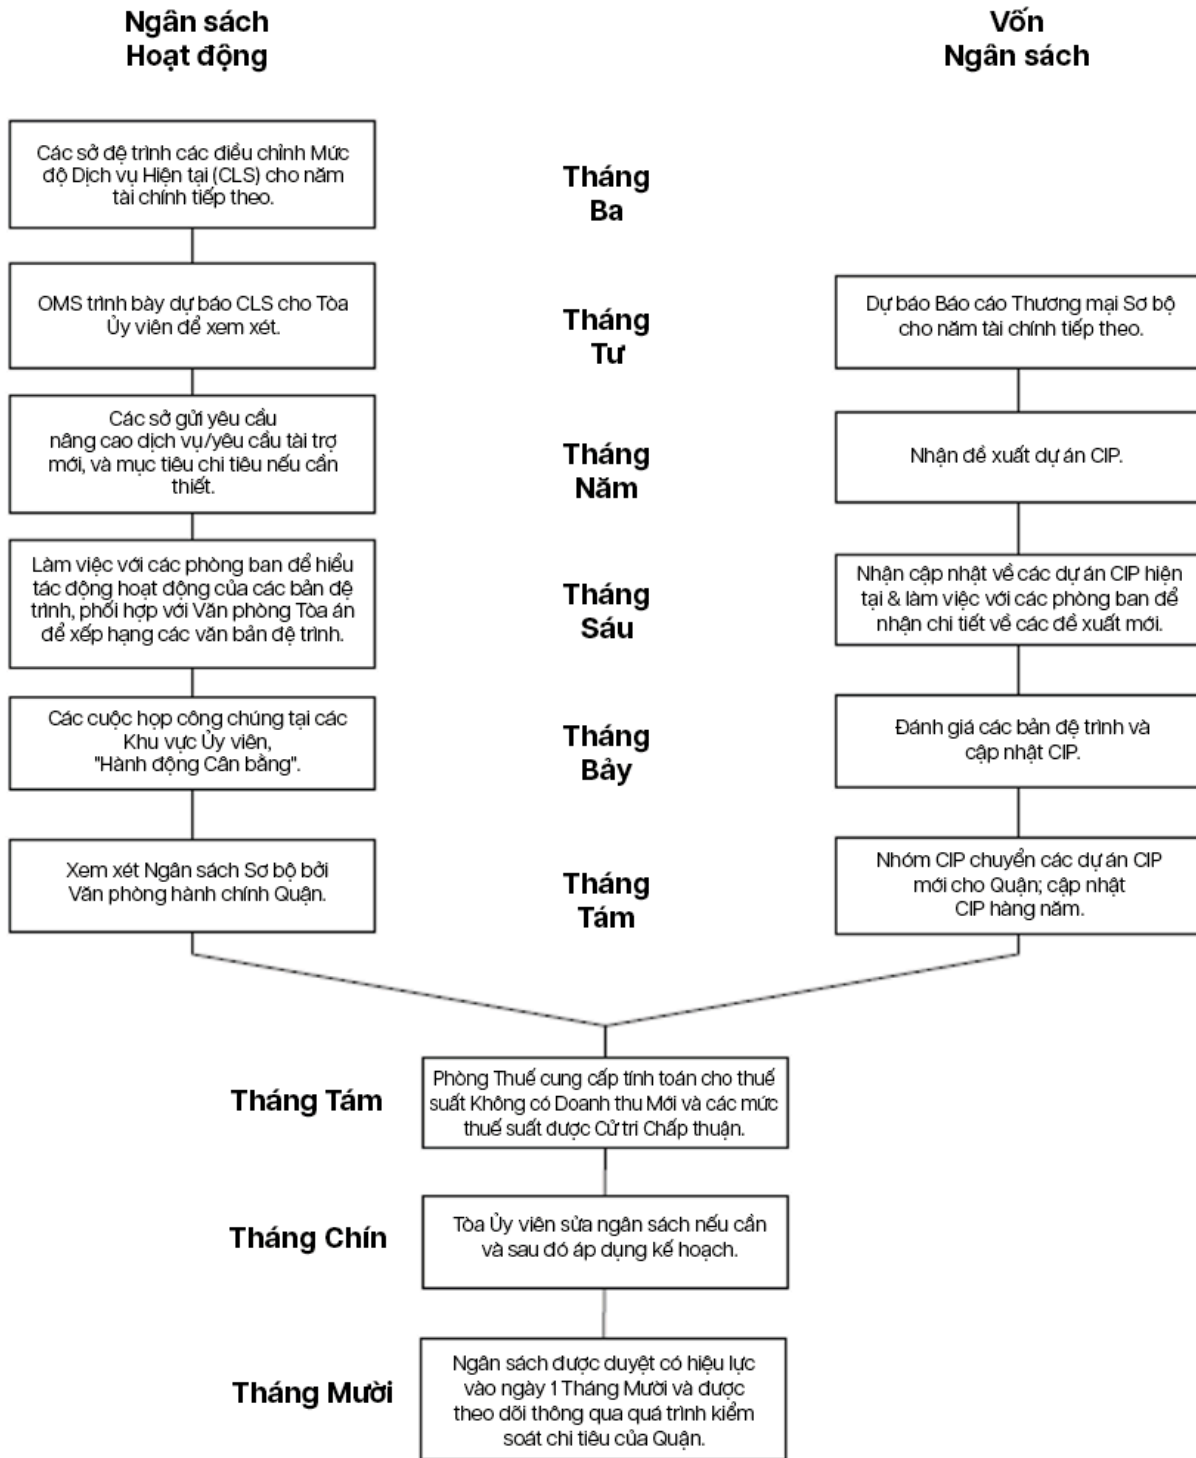 Ngân sách
Hoạt động
Vốn
Ngân sách
Các sở đệ trình các điều chỉnh Mức
độ Dịch vụ Hiện tại (CLS) cho năm
tài chính tiếp theo.
Tháng
Ba
OMS trình bày dự báo CLS cho Tòa
Ủy viên để xem xét.
Tháng
Tư
Dự báo Báo cáo Thương mại Sơ bộ
cho năm tài chính tiếp theo.
Các sở gửi yêu cầu
nâng cao dịch vụ/yêu cầu tài trợ
mới, và mục tiêu chi tiêu nếu cần
thiết.
Tháng
Năm
Nhận đề xuất dự án CIP.
Làm việc với các phòng ban để hiểu
tác động hoạt động của các bản đệ
trình, phối hợp với Văn phòng Tòa án
để xếp hạng các văn bản đệ trình.
Tháng
Sáu
Nhận cập nhật về các dự án CIP hiện
tại & làm việc với các phòng ban để
nhận chi tiết về các đề xuất mới.
Các cuộc họp công chúng tại các
Khu vực Ủy viên,
"Hành động Cân bằng".
Tháng
Bảy
Đánh giá các bản đệ trình và
cập nhật CIP.
Xem xét Ngân sách Sơ bộ bởi
Văn phòng hành chính Quận.
Tháng
Tám
Nhóm CIP chuyển các dự án CIP
mới cho Quận; cập nhật
CIP hàng năm.
Tháng Tám
Phòng Thuế cung cấp tính toán cho thuế
suất Không có Doanh thu Mới và các mức
thuế suất được Cử tri Chấp thuận.
Tháng Chín
Tòa Ủy viên sửa ngân sách nếu cần
và sau đó áp dụng kế hoạch.
Tháng Mười
Ngân sách được duyệt có hiệu lực
vào ngày 1 Tháng Mười và được
theo dõi thông qua quá trình kiểm
soát chi tiêu của Quận.